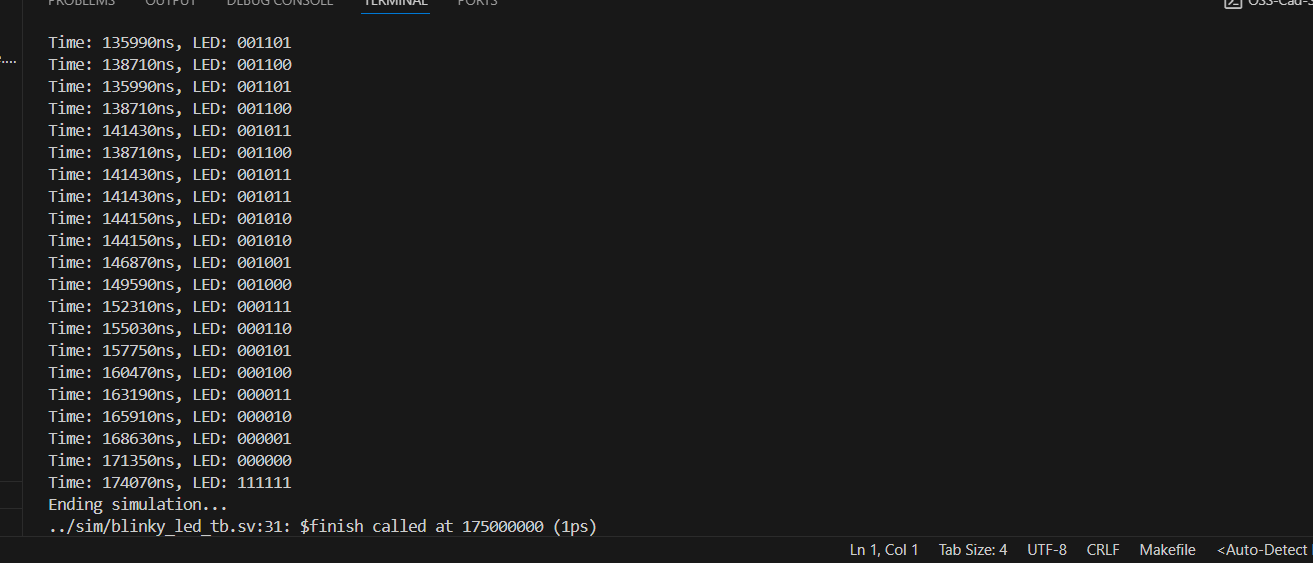 PROBLEMS OUTPUT DEBUG CONSOLE TERMINAL PORTS
Time: 135990ns, LED: 001101
Time: 138710ns, LED: 001100
Time: 135990ns, LED: 001101
Time: 138710ns, LED: 001100
Time: 141430ns, LED: 001011
Time: 138710ns, LED: 001100
Time: 141430ns, LED: 001011
Time: 141430ns, LED: 001011
Time: 144150ns, LED: 001010
Time: 144150ns, LED: 001010
Time: 146870ns, LED: 001001
Time: 149590ns, LED: 001000
Time: 152310ns, LED: 000111
Time: 155030ns, LED: 000110
Time: 157750ns, LED: 000101
Time: 160470ns, LED: 000100
Time: 163190ns, LED: 000011
Time: 165910ns, LED: 000010
Time: 168630ns, LED: 000001
Time: 171350ns, LED: 000000
Time: 174070ns, LED: 111111
Ending simulation...
../sim/blinky_led_tb.sv:31: $finish called at 175000000 (1ps)
Ln 1, Col 1 Tab Size: 4 UTF-8 CRLF Makefile <Auto-Detect